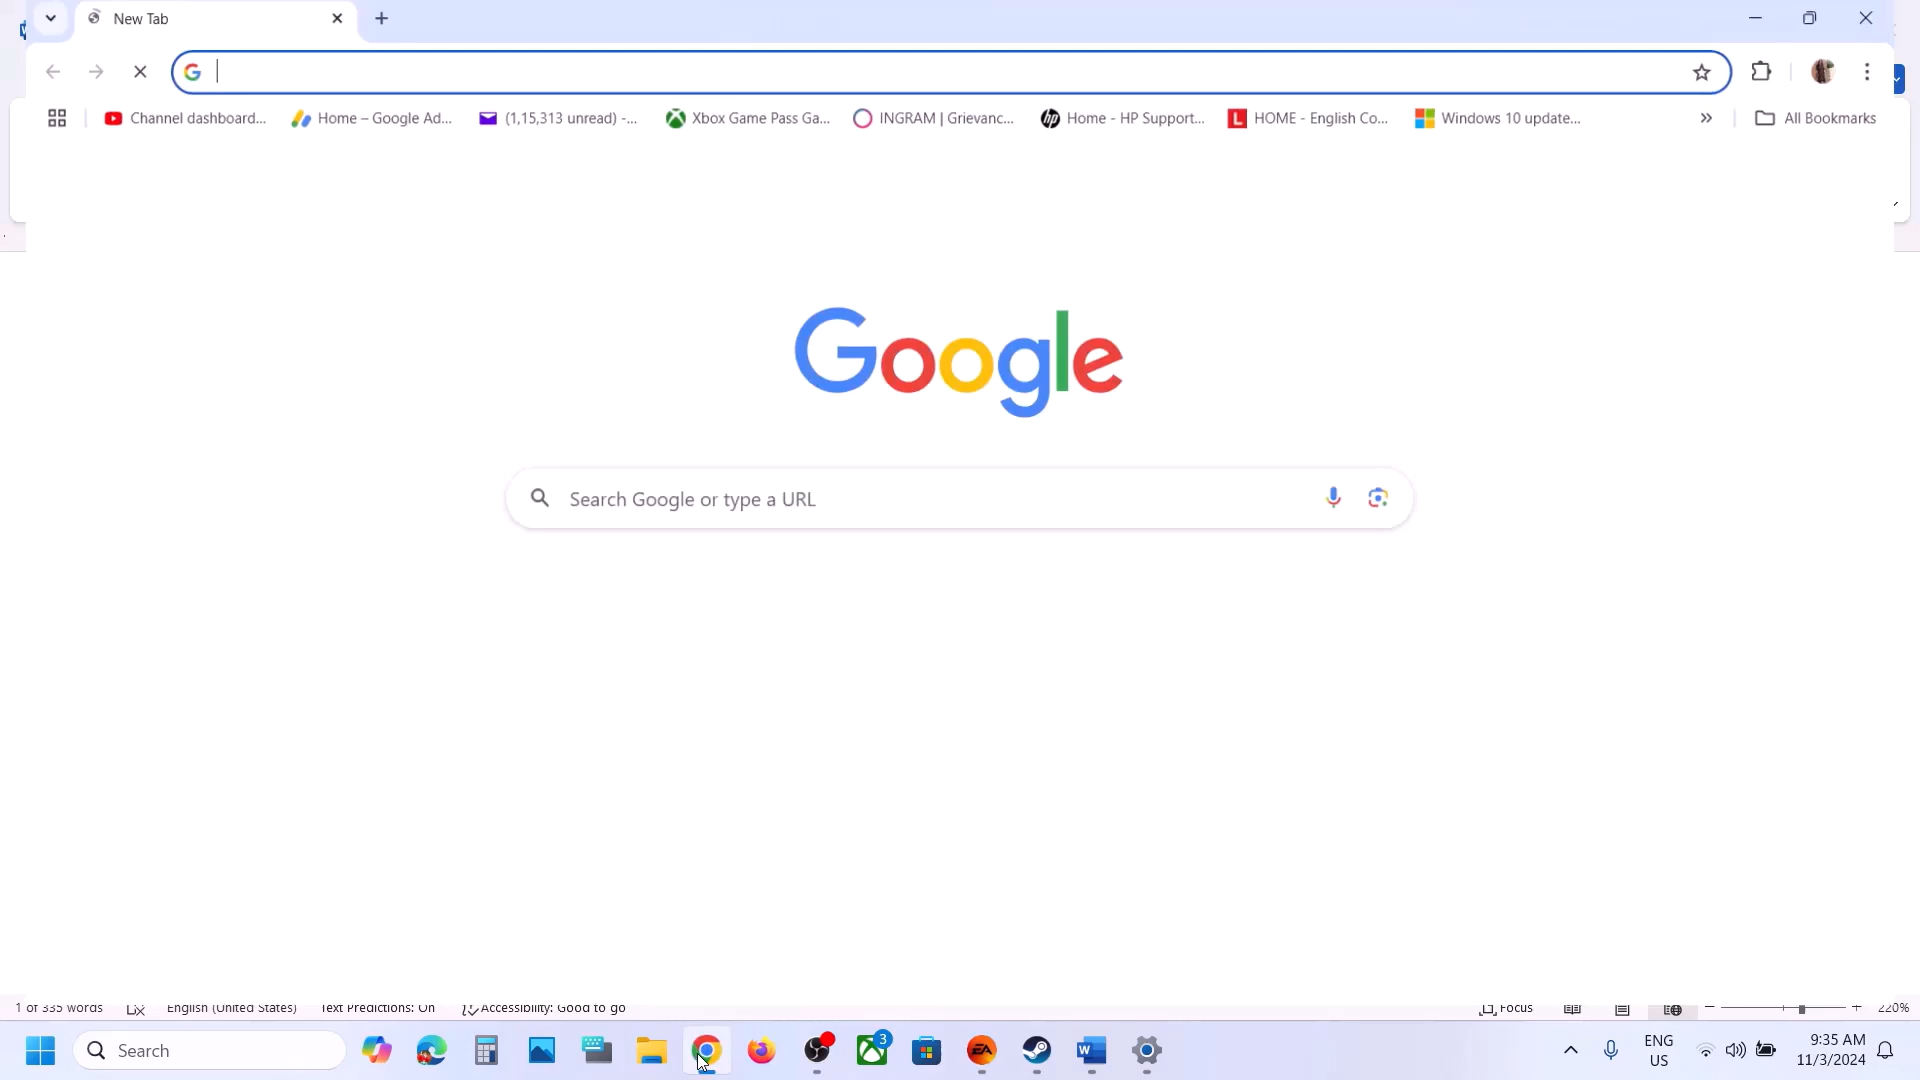 New Tab
Channel dashboard...
Home – Google Ad...
(1,15,313 unread) -...
Xbox Game Pass Ga...
INGRAM | Grievanc...
Home - HP Support...
HOME - English Co...
Windows 10 update...
All Bookmarks
Google
Search Google or type a URL
1 of 335 words
English (United States)
Text Predictions: On
Accessibility: Good to go
Focus
220%
Search
3
ENG
US
9:35 AM
11/3/2024